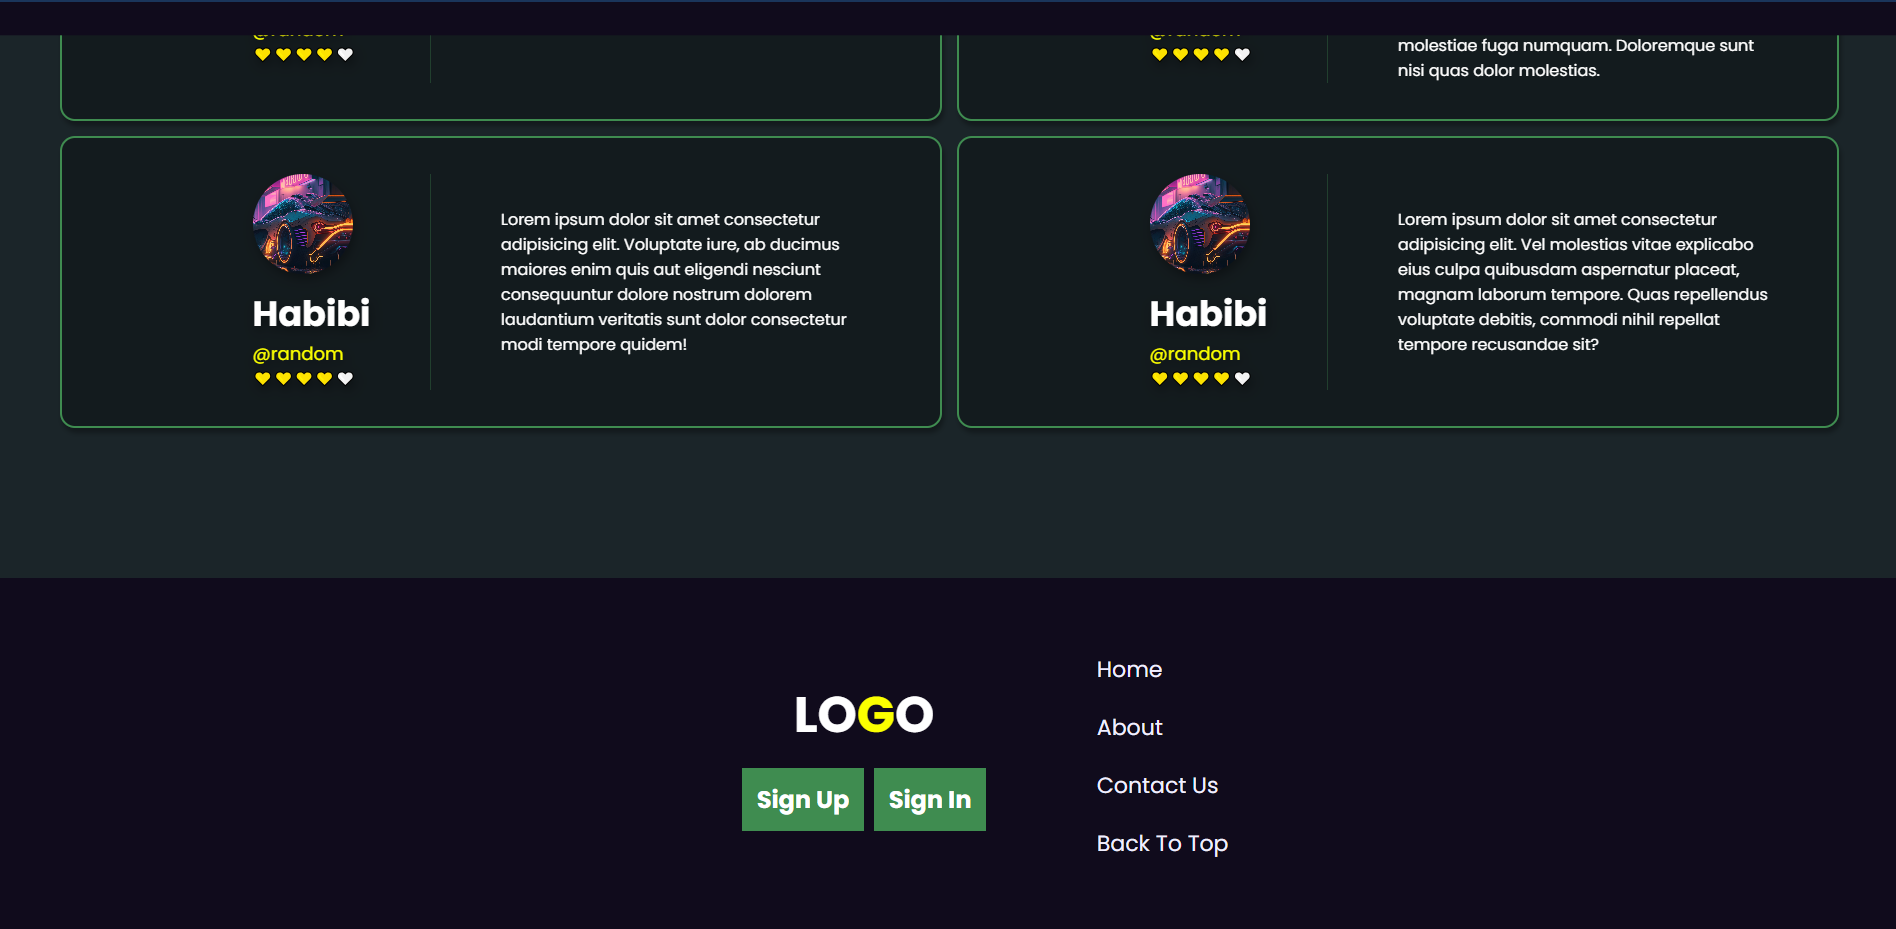 @random
@random
molestiae fuga numquam. Doloremque sunt
nisi quas dolor molestias.
Habibi
@random
Lorem ipsum dolor sit amet consectetur
adipisicing elit. Voluptate iure, ab ducimus
maiores enim quis aut eligendi nesciunt
consequuntur dolore nostrum dolorem
laudantium veritatis sunt dolor consectetur
modi tempore quidem!
Habibi
@random
Lorem ipsum dolor sit amet consectetur
adipisicing elit. Vel molestias vitae explicabo
eius culpa quibusdam aspernatur placeat,
magnam laborum tempore. Quas repellendus
voluptate debitis, commodi nihil repellat
tempore recusandae sit?
LOGO
Sign Up
Sign In
Home
About
Contact Us
Back To Top